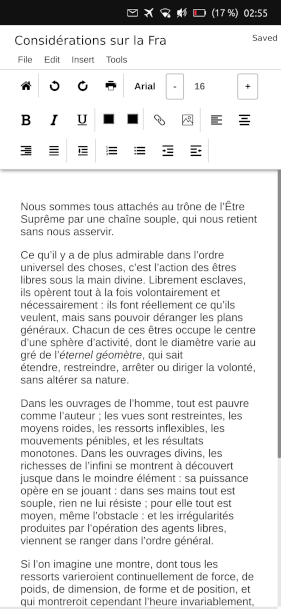 (17 %) 02:55
Considérations sur la Fra
Saved
File Edit Insert Tools
Arial - 16 +
B I U
Nous sommes tous attachés au trône de l'Être
Suprême par une chaîne souple, qui nous retient
sans nous asservir.
Ce qu'il y a de plus admirable dans l'ordre
universel des choses, c'est l'action des êtres
libres sous la main divine. Librement esclaves,
ils opèrent tout à la fois volontairement et
nécessairement : ils font réellement ce qu'ils
veulent, mais sans pouvoir déranger les plans
généraux. Chacun de ces êtres occupe le centre
d'une sphère d'activité, dont le diamètre varie au
gré de l'éternel géomètre, qui sait
étendre, restreindre, arrêter ou diriger la volonté,
sans altérer sa nature.
Dans les ouvrages de l'homme, tout est pauvre
comme l'auteur ; les vues sont restreintes, les
moyens roides, les ressorts inflexibles, les
mouvements pénibles, et les résultats
monotones. Dans les ouvrages divins, les
richesses de l'infini se montrent à découvert
jusque dans le moindre élément : sa puissance
opère en se jouant : dans ses mains tout est
souple, rien ne lui résiste ; pour elle tout est
moyen, même l'obstacle : et les irrégularités
produites par l'opération des agents libres,
viennent se ranger dans l'ordre général.
Si l'on imagine une montre, dont tous les
ressorts varieroient continuellement de force, de
poids, de dimension, de forme et de position, et
qui montreroit cependant l'heure invariablement,